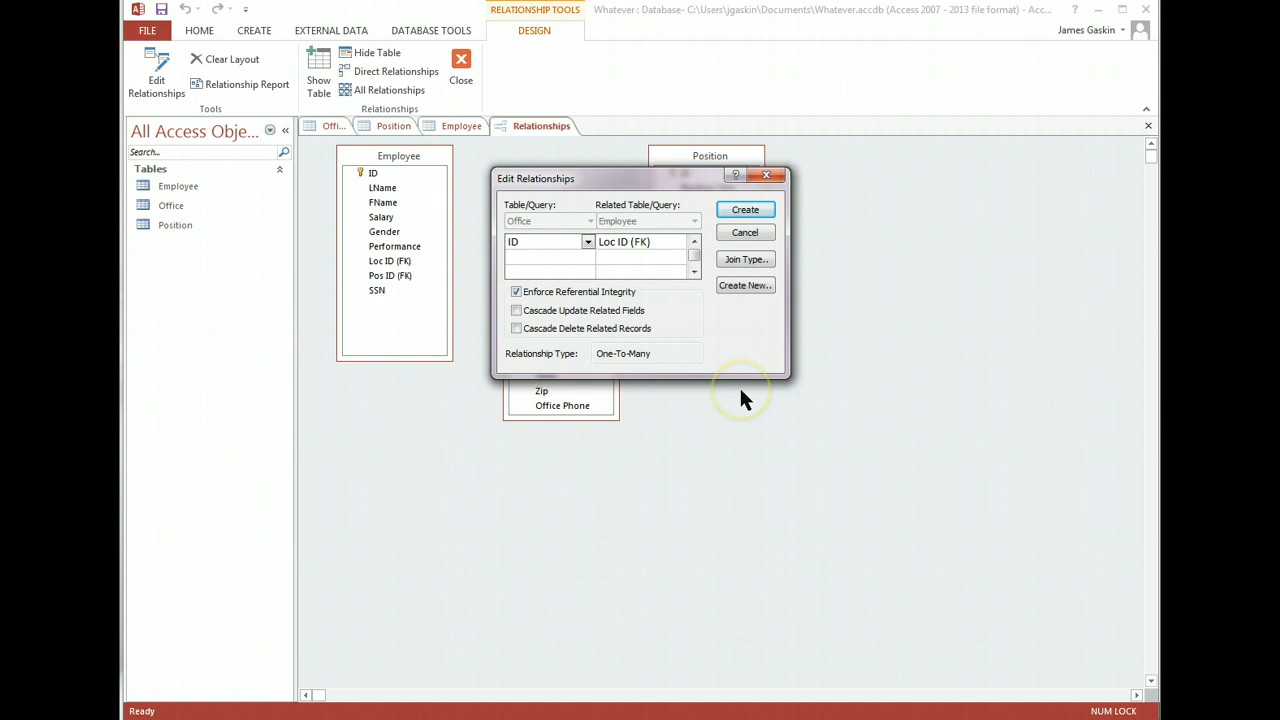 RELATIONSHIP TOOLS
Whatever : Database- C:\Users\jgaskin\Documents\Whatever.accdb (Access 2007 - 2013 file format) - Acc...
?
FILE
HOME
CREATE
EXTERNAL DATA
DATABASE TOOLS
DESIGN
James Gaskin
Edit
Relationships
Clear Layout
Relationship Report
Tools
Show
Table
Hide Table
Direct Relationships
All Relationships
Close
Relationships
All Access Obje...
Search...
Tables
Employee
Office
Position
Offi...
Position
Employee
Relationships
Employee
ID
LName
FName
Salary
Gender
Performance
Loc ID (FK)
Pos ID (FK)
SSN
Position
Edit Relationships
?
Table/Query:
Related Table/Query:
Office
Employee
ID
Loc ID (FK)
Enforce Referential Integrity
Cascade Update Related Fields
Cascade Delete Related Records
Relationship Type:
One-To-Many
Create
Cancel
Join Type..
Create New..
Zip
Office Phone
Ready
NUM LOCK